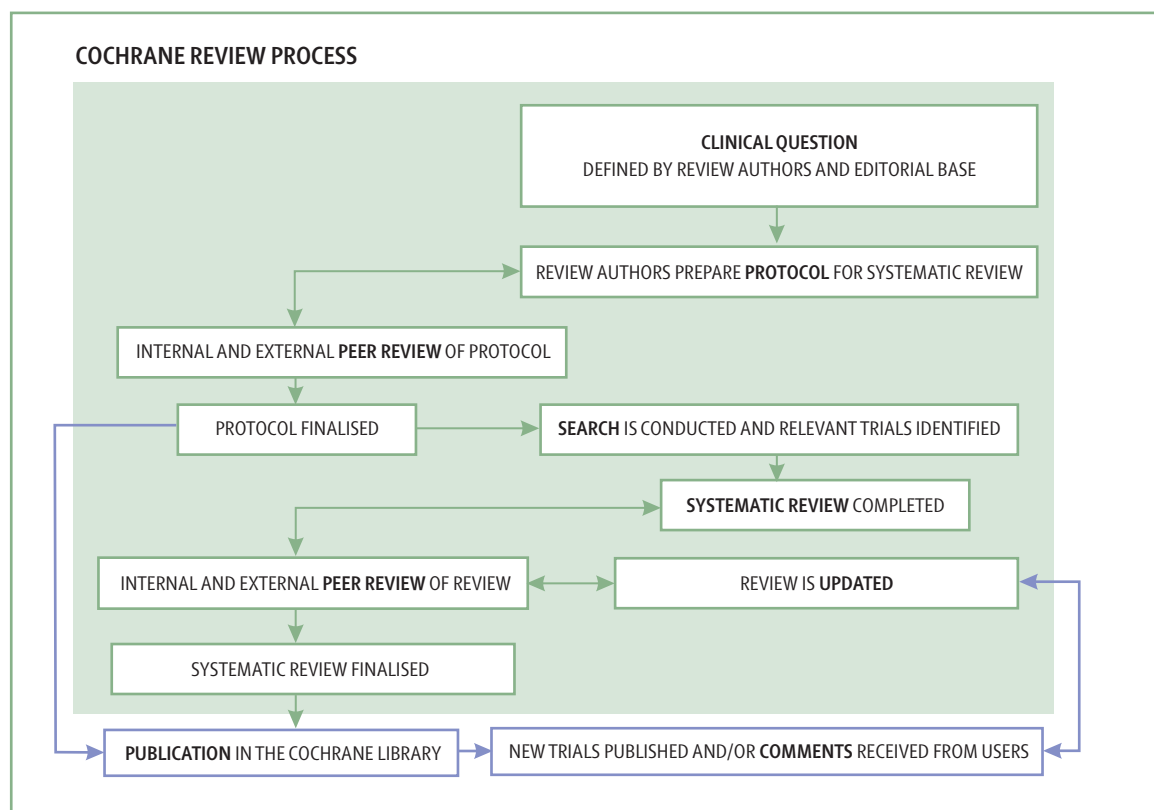 COCHRANE REVIEW PROCESS
CLINICAL QUESTION
DEFINED BY REVIEW AUTHORS AND EDITORIAL BASE
REVIEW AUTHORS PREPARE PROTOCOL FOR SYSTEMATIC REVIEW
INTERNAL AND EXTERNAL PEER REVIEW OF PROTOCOL
PROTOCOL FINALISED
SEARCH IS CONDUCTED AND RELEVANT TRIALS IDENTIFIED
SYSTEMATIC REVIEW COMPLETED
INTERNAL AND EXTERNAL PEER REVIEW OF REVIEW
REVIEW IS UPDATED
SYSTEMATIC REVIEW FINALISED
PUBLICATION IN THE COCHRANE LIBRARY
NEW TRIALS PUBLISHED AND/OR COMMENTS RECEIVED FROM USERS